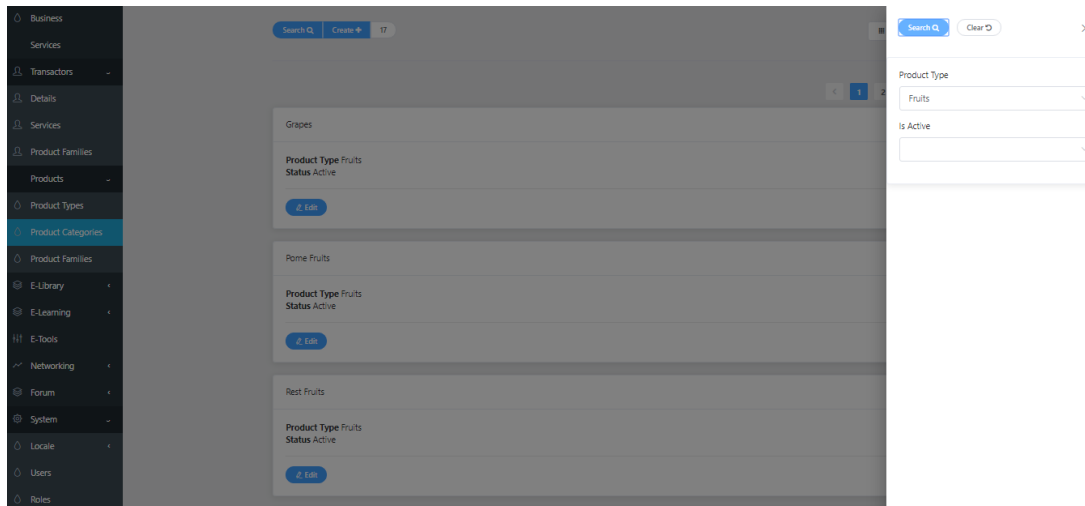 Business
Services
Transactors
Details
Services
Product Families
Products
Product Types
Product Categories
Product Families
E-Library
E-Learning
E-Tools
Networking
Forum
System
Locale
Users
Roles
Search Create 17
1 2
Grapes
Product Type Fruits
Status Active
Edit
Pome Fruits
Product Type Fruits
Status Active
Edit
Rest Fruits
Product Type Fruits
Status Active
Edit
Search Clear
Product Type
Fruits
Is Active